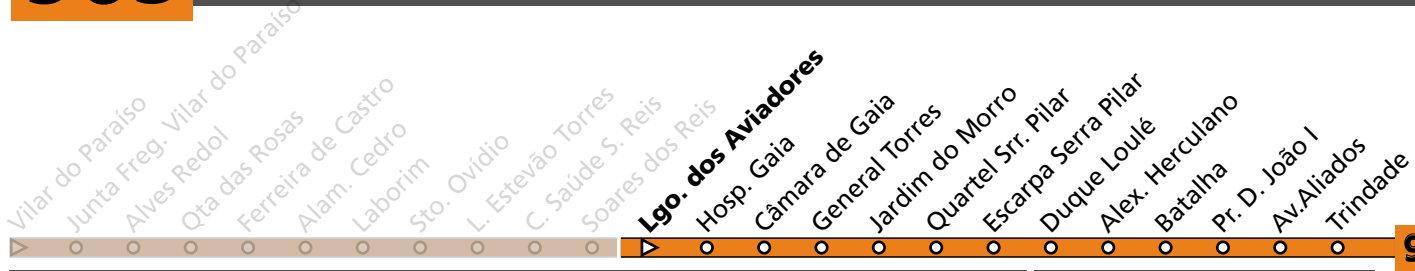 Vilar do Paraíso
Junta Freg. Vilar do Paraíso
Alves Redol
Qta das Rosas
Ferreira de Castro
Alam. Cedro
Laborim
Sto. Ovídio
L. Estevão Torres
C. Saúde S. Reis
Soares dos Reis
Lgo. dos Aviadores
Hosp. Gaia
Câmara de Gaia
General Torres
Jardim do Morro
Quartel Srr. Pilar
Escarpa Serra Pilar
Duque Loulé
Alex. Herculano
Batalha
Pr. D. João I
Av.Aliados
Trindade